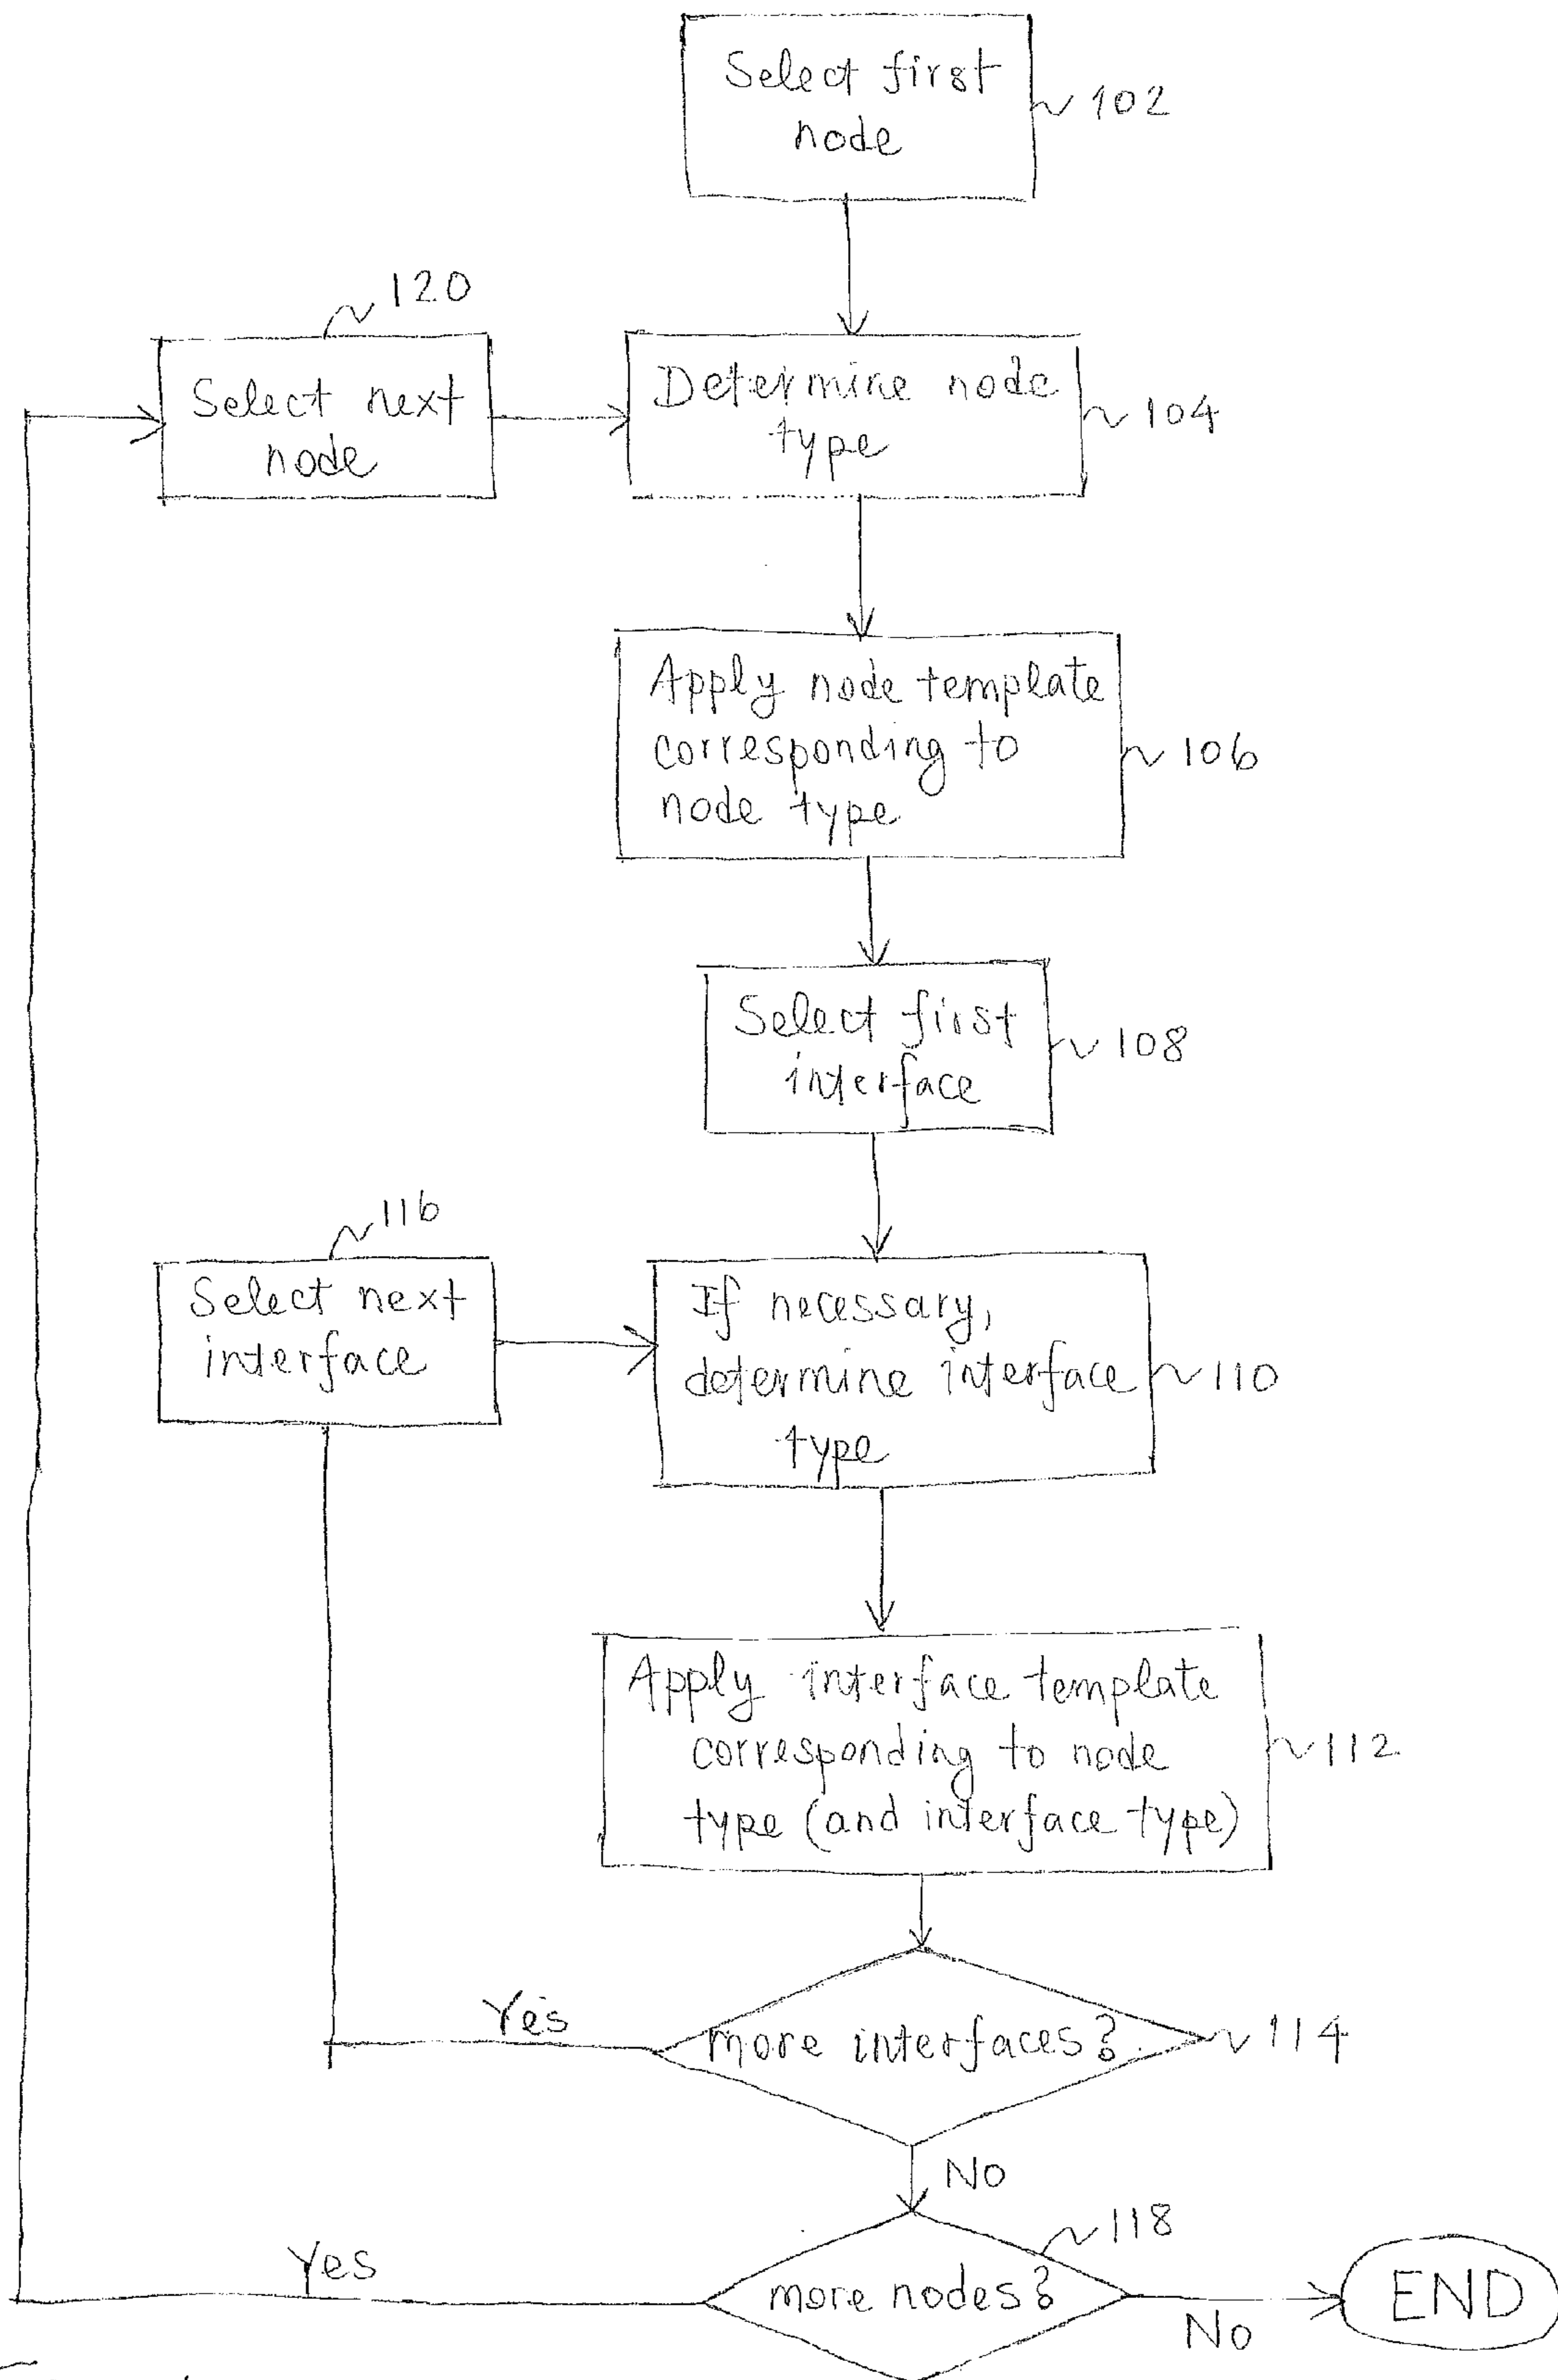 Select first
node
102
120
Select next
node
Determine node
type
104
Apply node template
corresponding to
node type
106
Select first
interface
108
116
Select next
interface
If necessary,
determine interface
type
110
Apply interface template
corresponding to node
type (and interface type)
112
Yes
more interfaces?
114
No
118
Yes
more nodes?
No
END